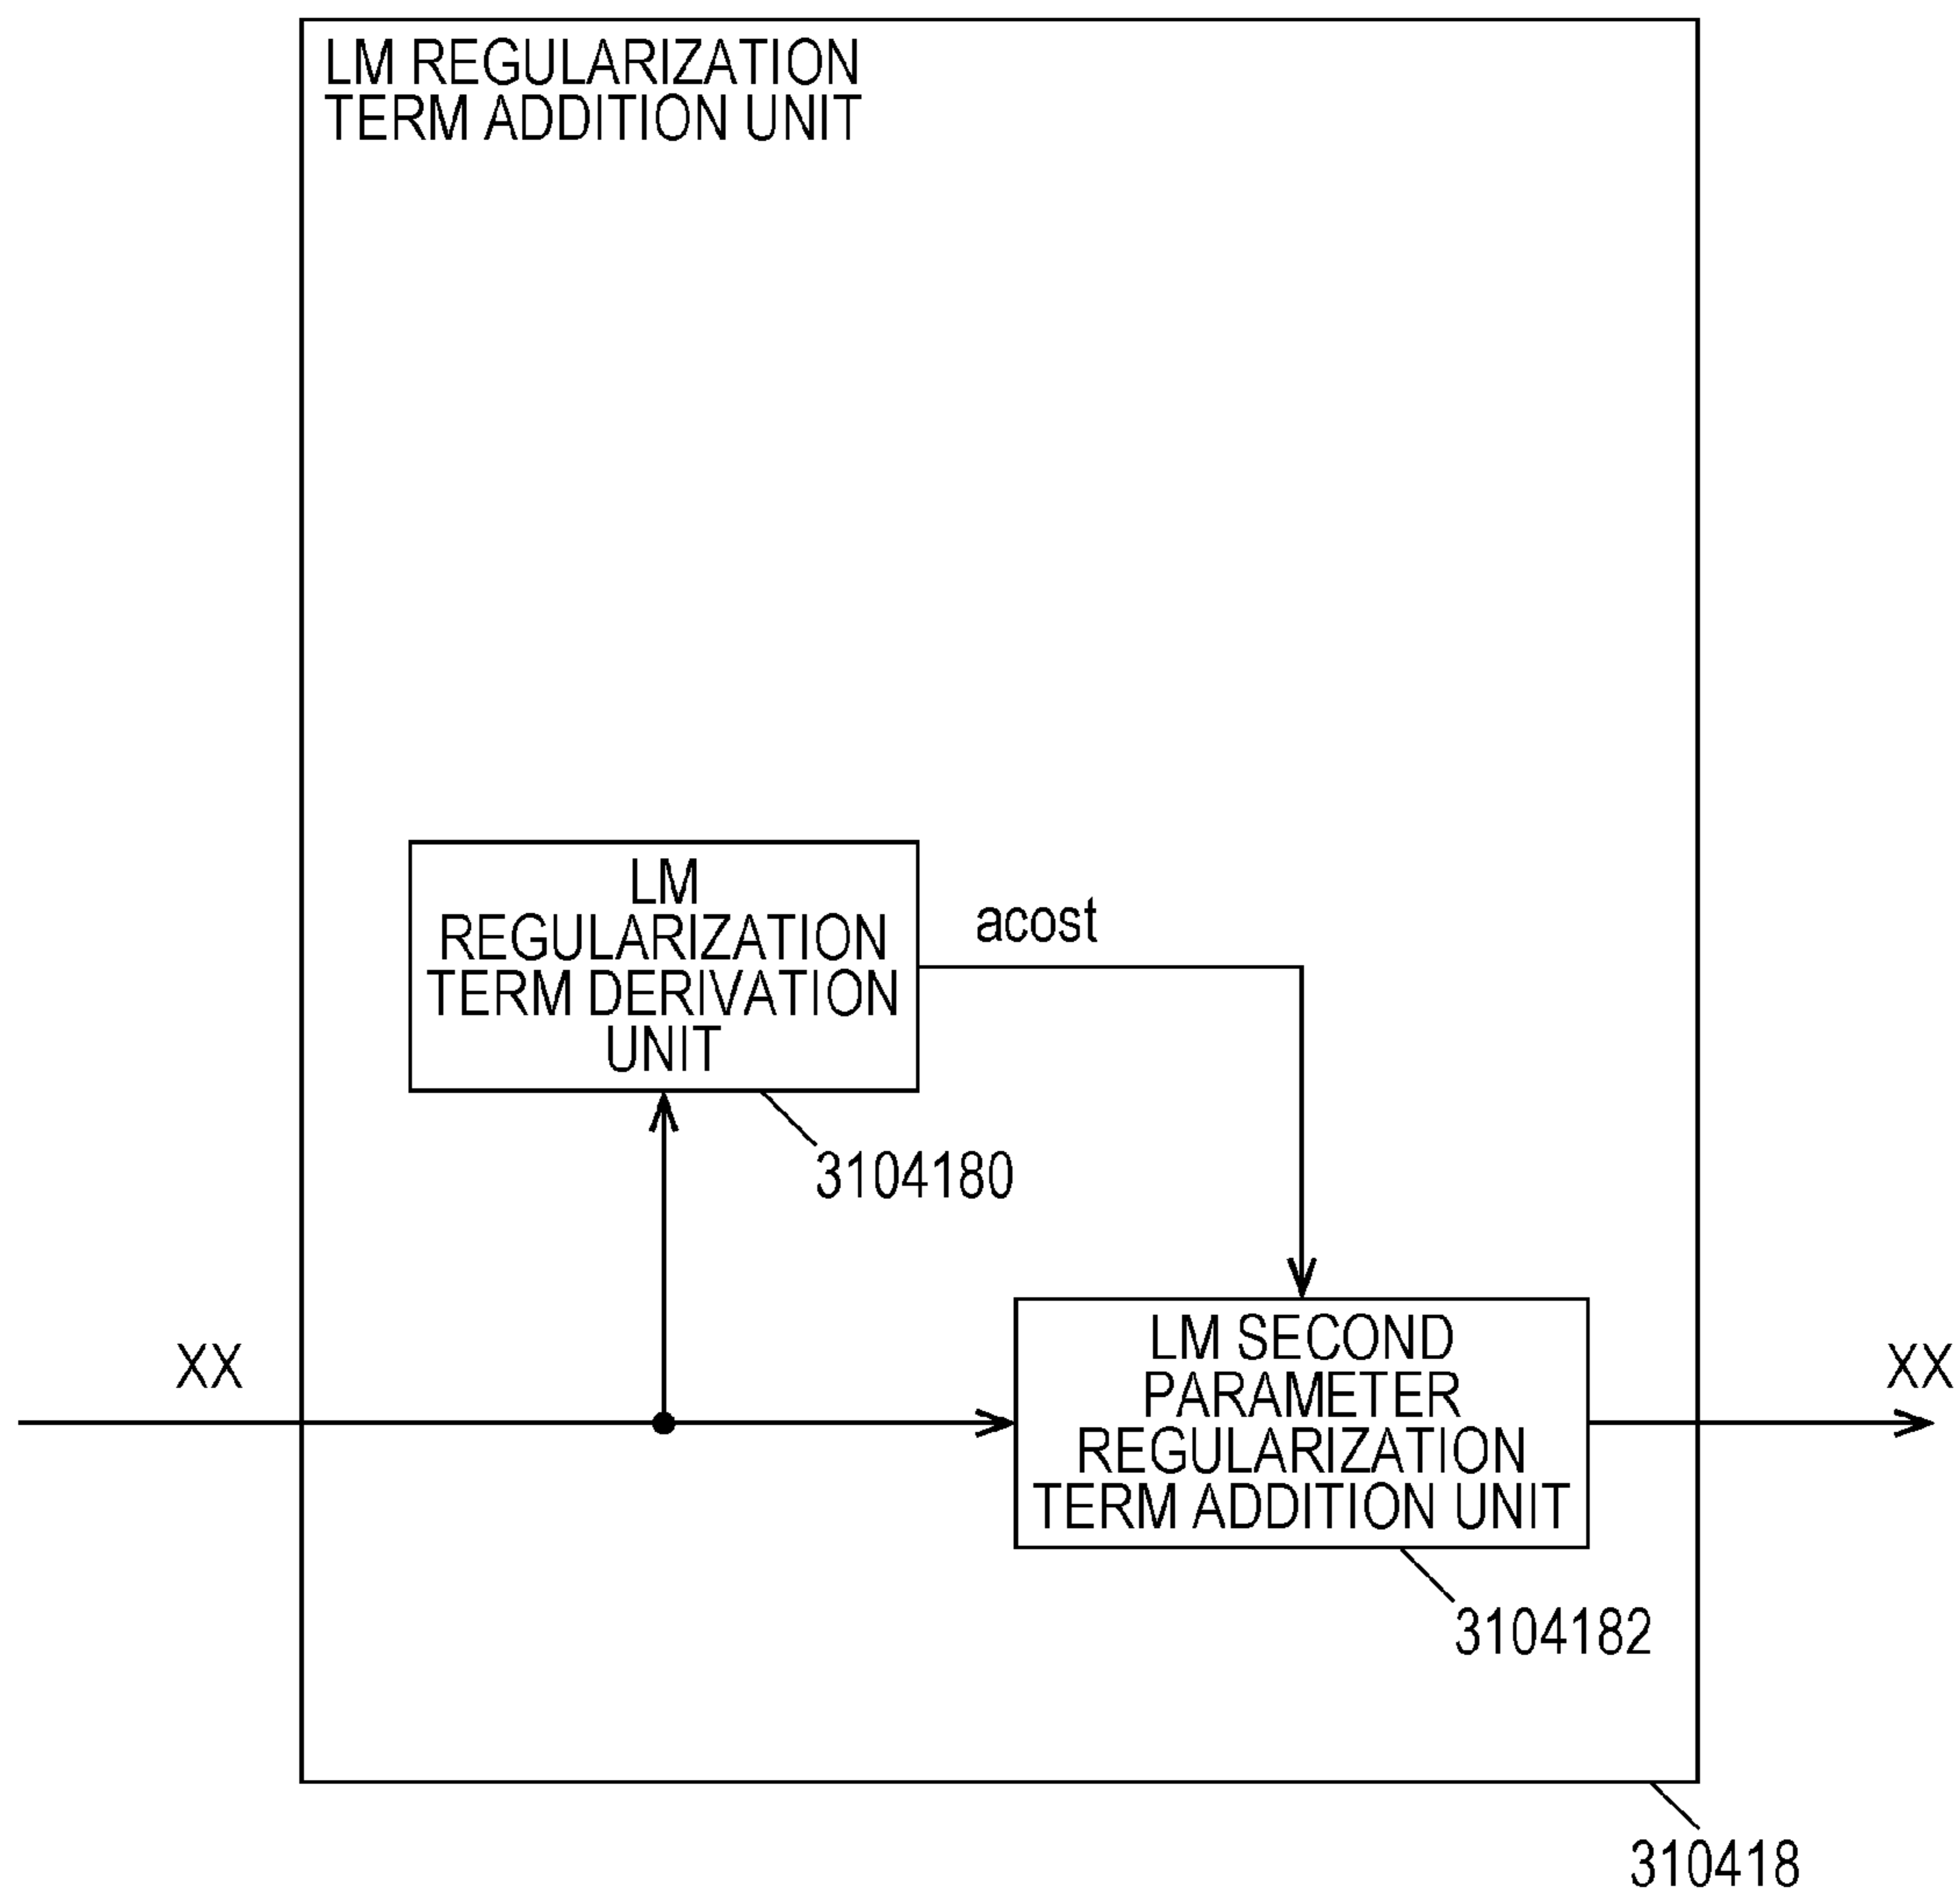 LM REGULARIZATION
TERM ADDITION UNIT
LM
REGULARIZATION
TERM DERIVATION
UNIT
acost
3104180
XX
LM SECOND
PARAMETER
REGULARIZATION
TERM ADDITION UNIT
XX
3104182
310418